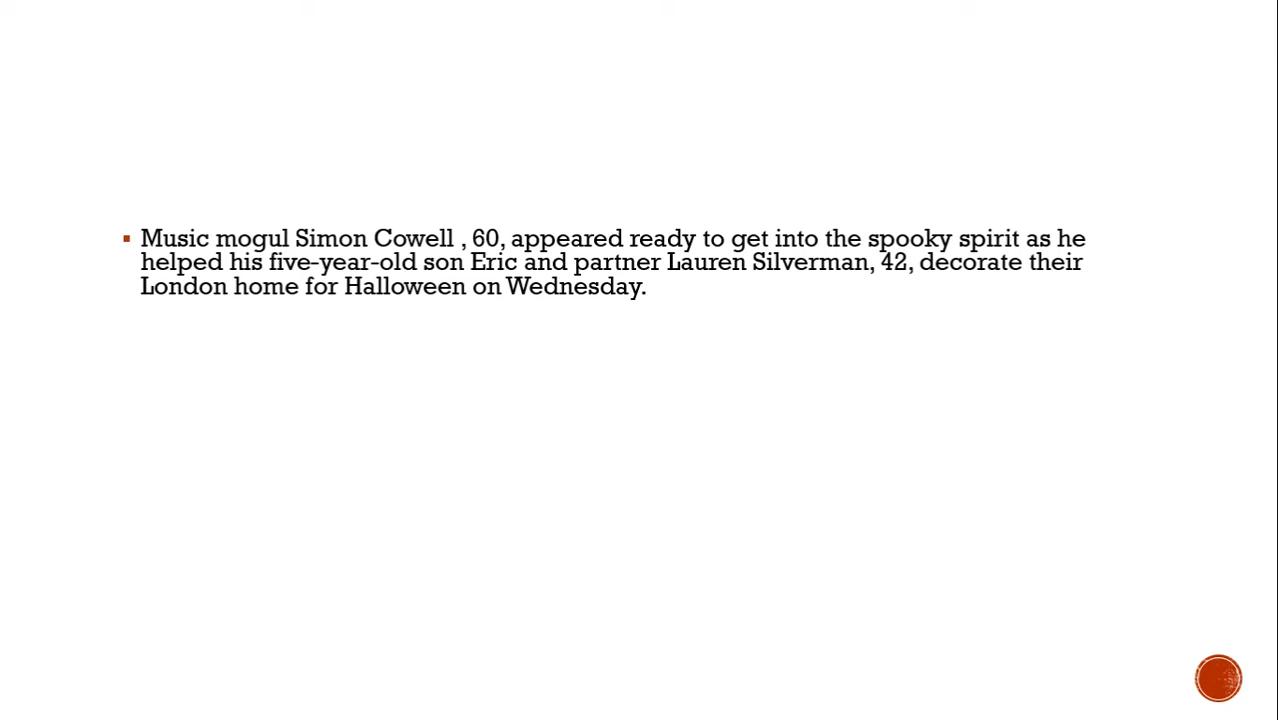 Music mogul Simon Cowell , 60, appeared ready to get into the spooky spirit as he
helped his five-year-old son Eric and partner Lauren Silverman, 42, decorate their
London home for Halloween on Wednesday.